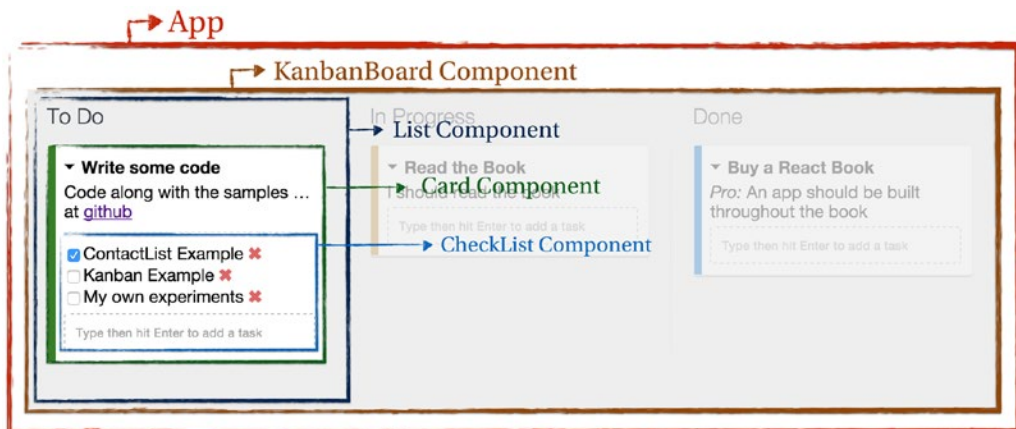 App
KanbanBoard Component
To Do
In Progress
Done
List Component
Write some code
Code along with the samples ...
at github
ContactList Example
Kanban Example
My own experiments
Type then hit Enter to add a task
Read the Book
I should read the book
Card Component
Type then hit Enter to add a task
CheckList Component
Buy a React Book
Pro: An app should be built
throughout the book
Type then hit Enter to add a task